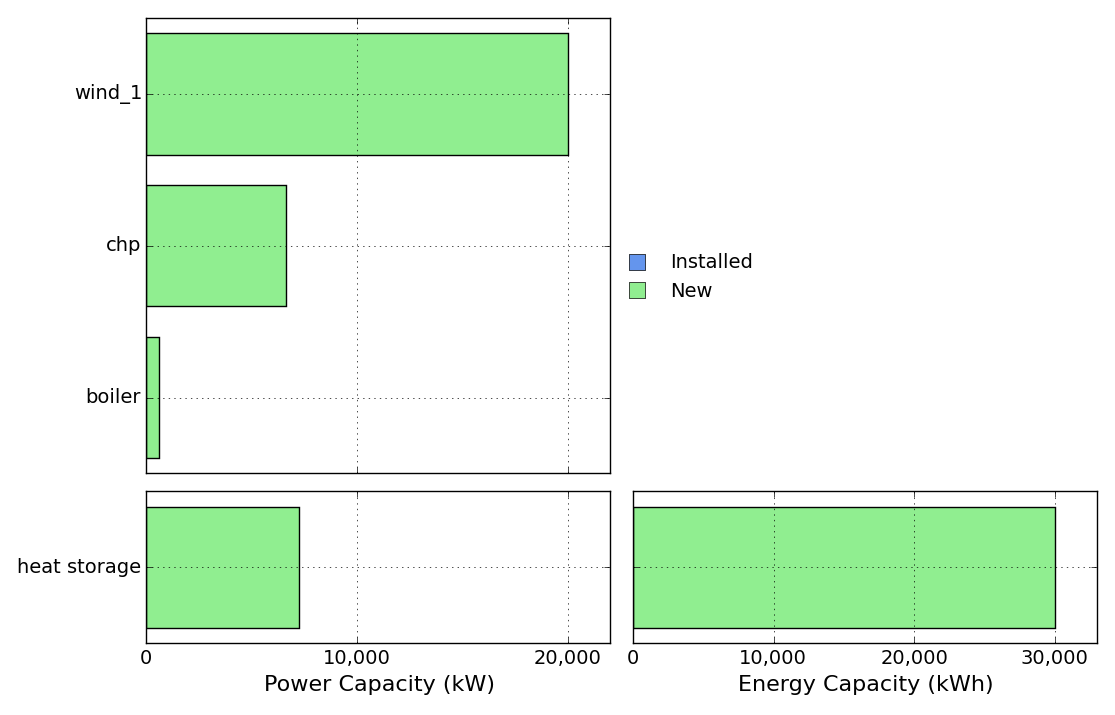 wind_1
chp
boiler
Installed
New
heat storage
0 10,000 20,000
0 10,000 20,000 30,000
Power Capacity (kW)
Energy Capacity (kWh)